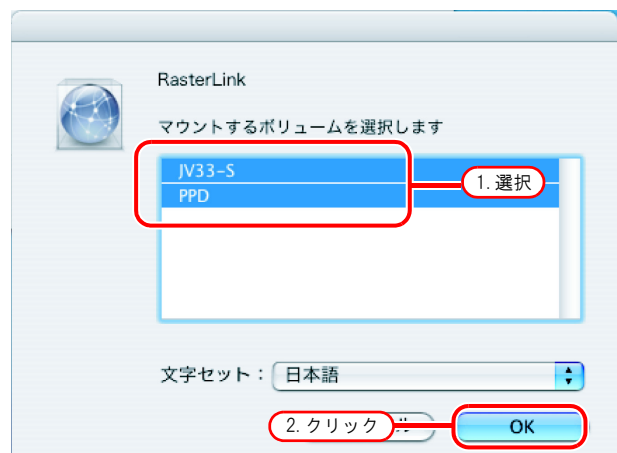 RasterLink
マウントするボリュームを選択します
JV33-S
1. 選択
PPD
文字セット： 日本語
2. クリック
ル
OK